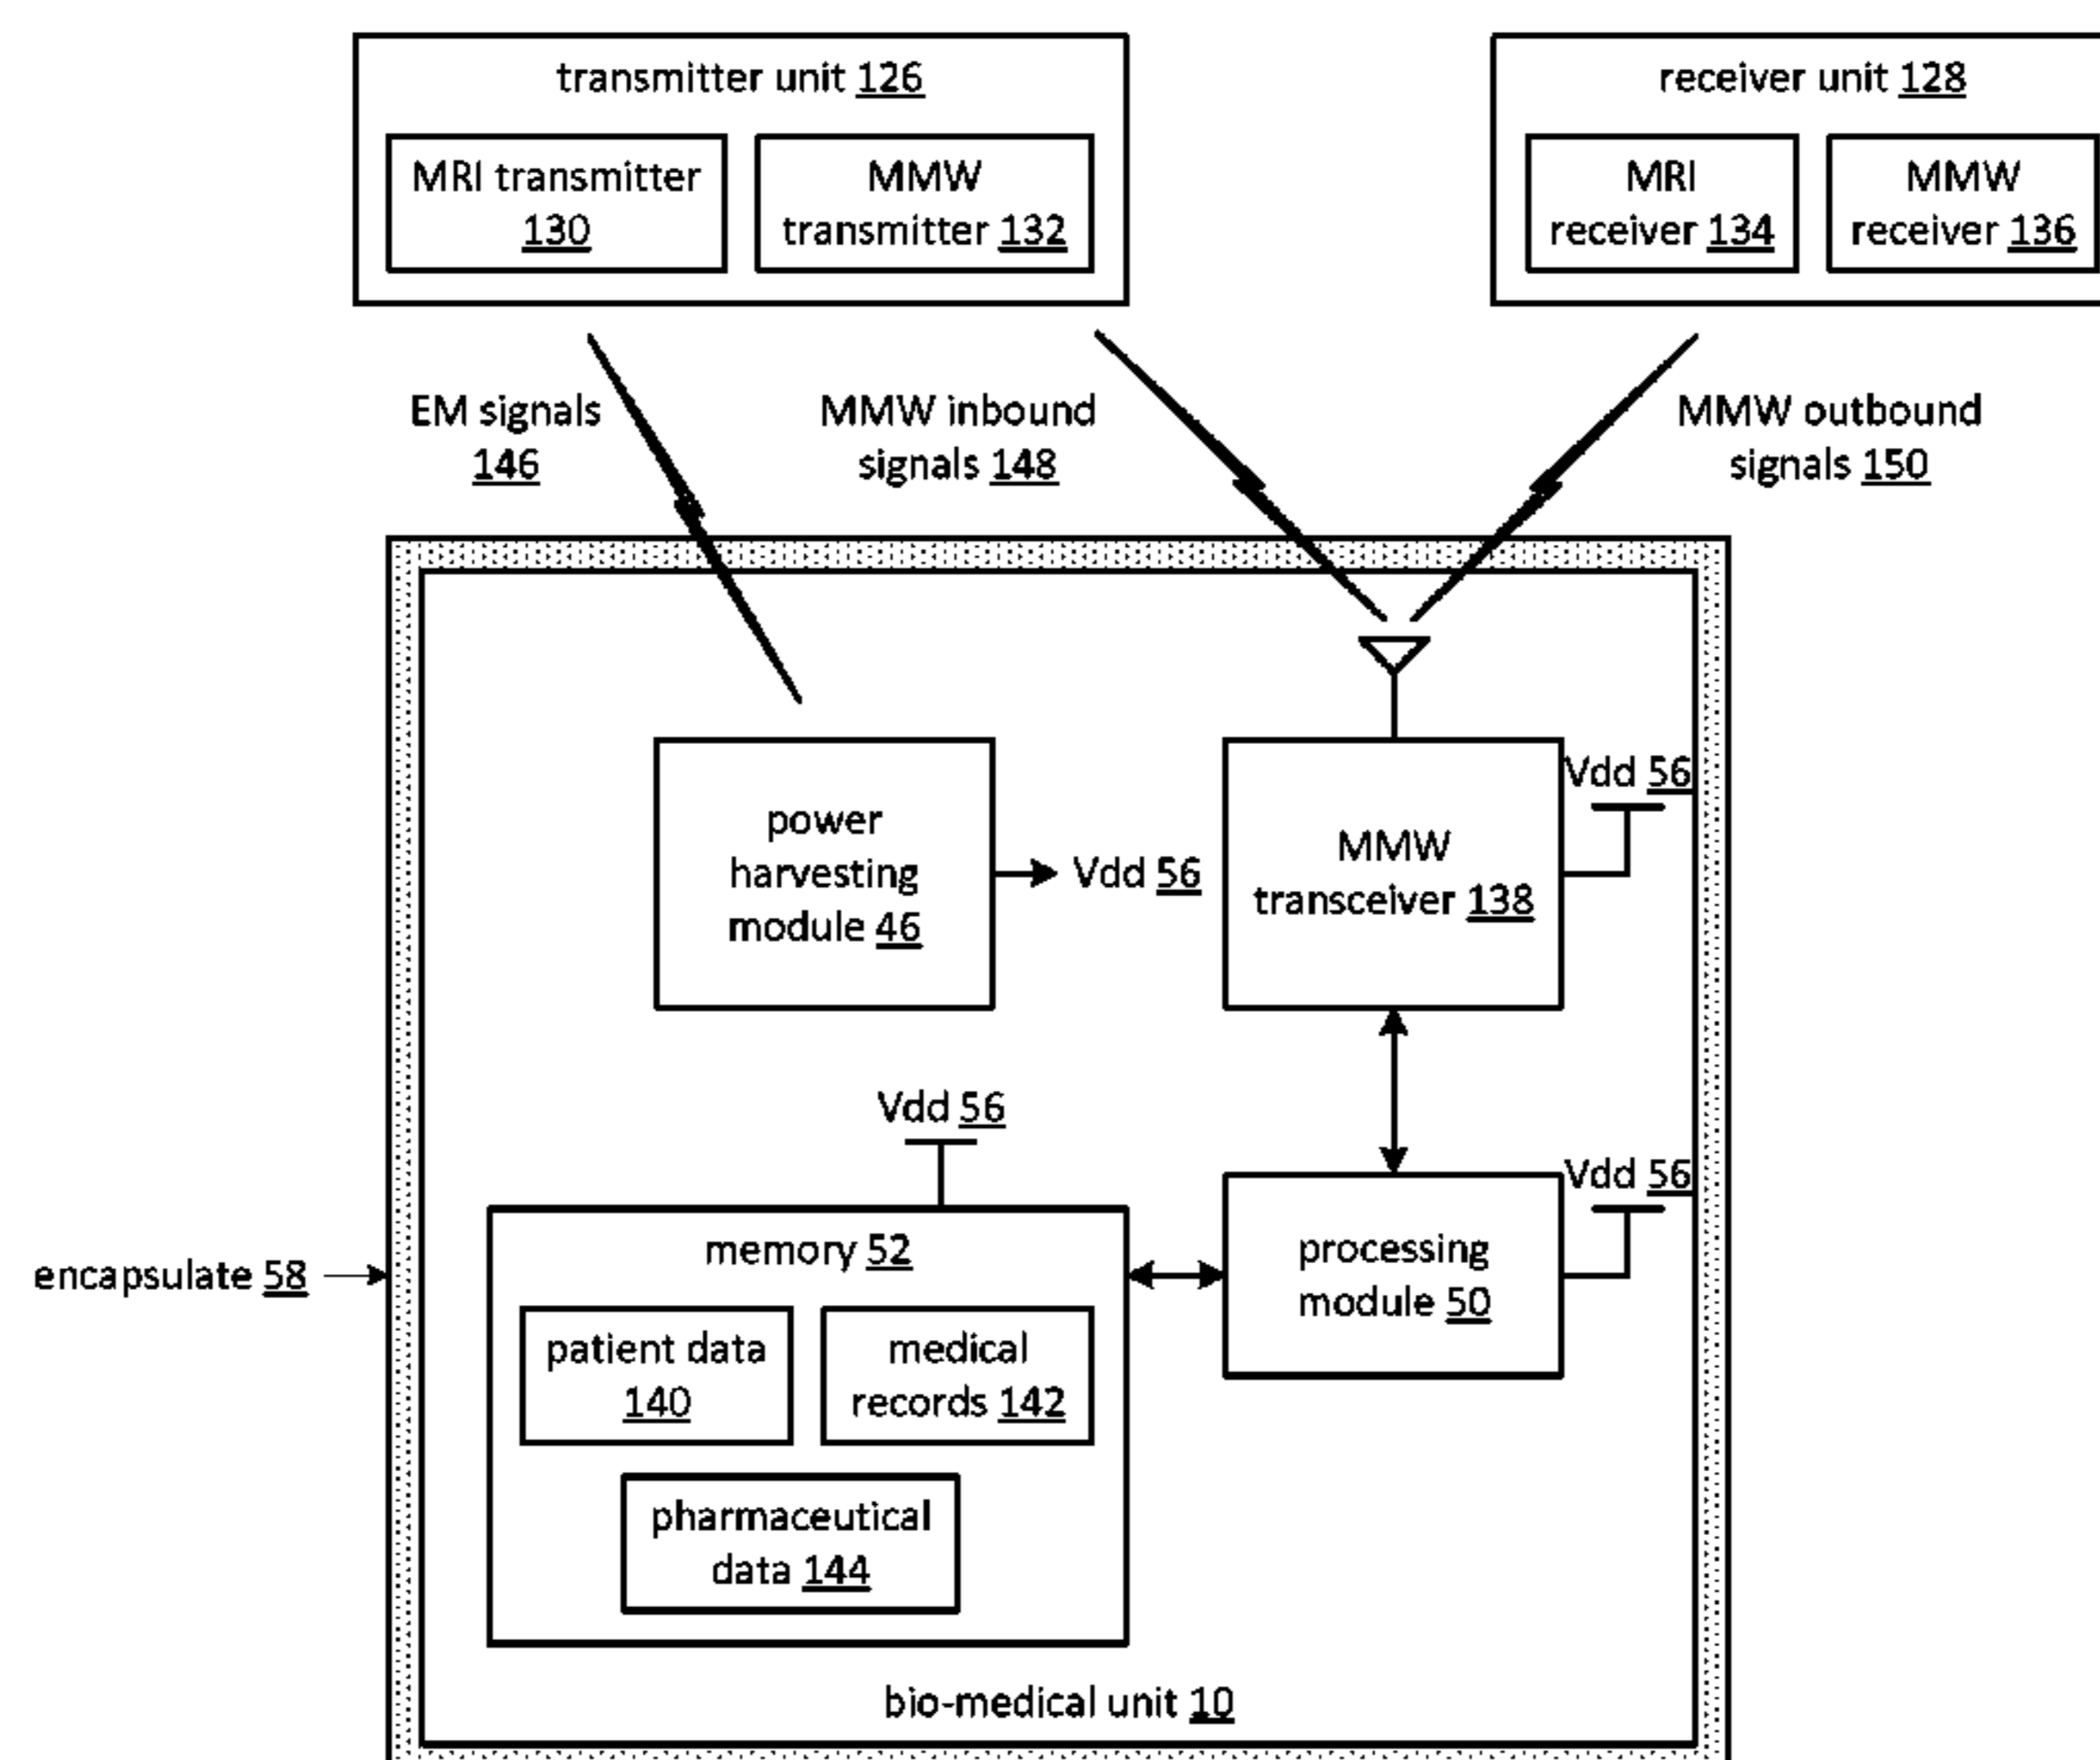 transmitter unit 126
MRI transmitter
130
MMW
transmitter 132
receiver unit 128
MRI
receiver 134
MMW
receiver 136
EM signals
146
MMW inbound
signals 148
MMW outbound
signals 150
power
harvesting
module 46
Vdd 56
MMW
transceiver 138
Vdd 56
Vdd 56
memory 52
patient data
140
medical
records 142
pharmaceutical
data 144
processing
module 50
Vdd 56
encapsulate 58
bio-medical unit 10